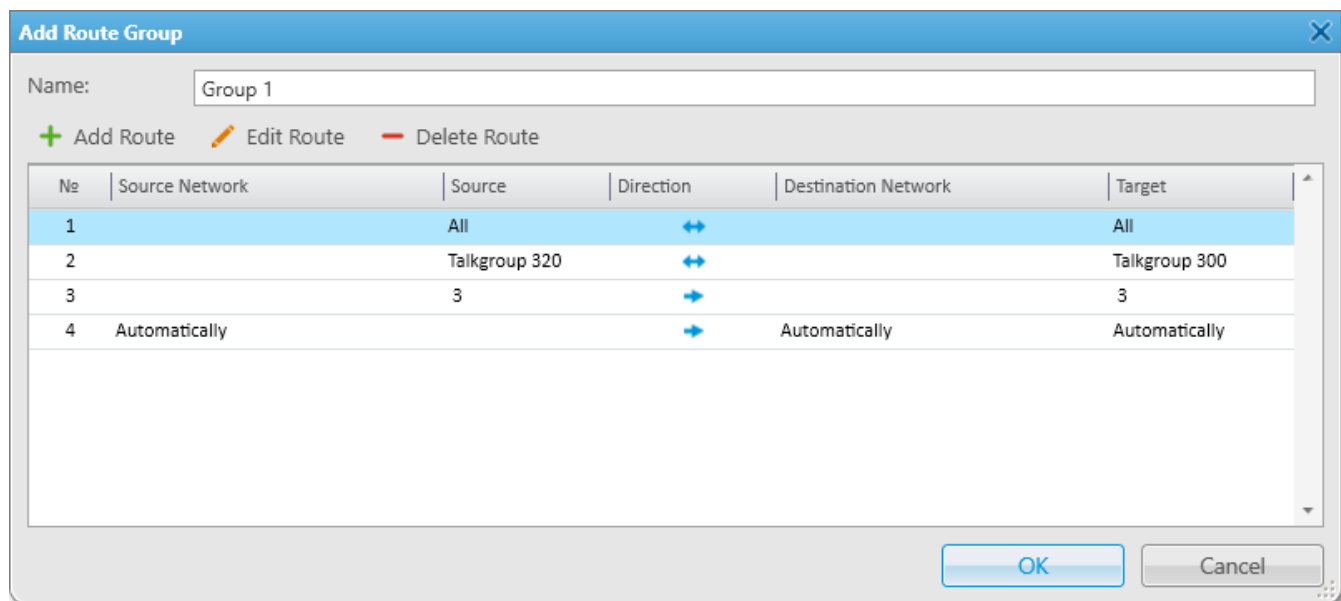 Add Route Group
Name: Group 1
Add Route Edit Route Delete Route
№ Source Network Source Direction Destination Network Target
1 All All
2 Talkgroup 320 Talkgroup 300
3 3 3
4 Automatically Automatically Automatically
OK Cancel